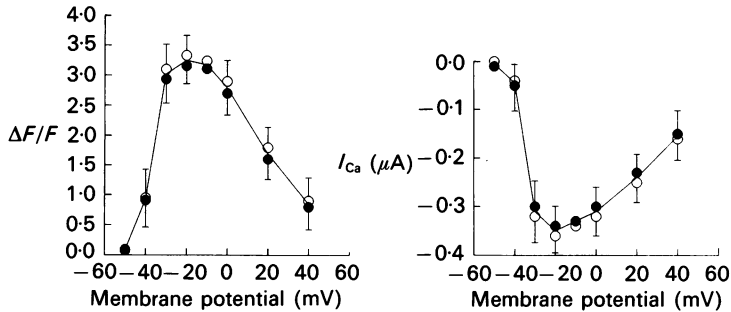 4·0
3·5
3·0
2·5
2·0
1·5
1·0
0·5
0·0
ΔF/F
−60 −40 −20 0 20 40 60
Membrane potential (mV)
0·0
−0·1
−0·2
−0·3
−0·4
I Ca (μA)
−60 −40 −20 0 20 40 60
Membrane potential (mV)